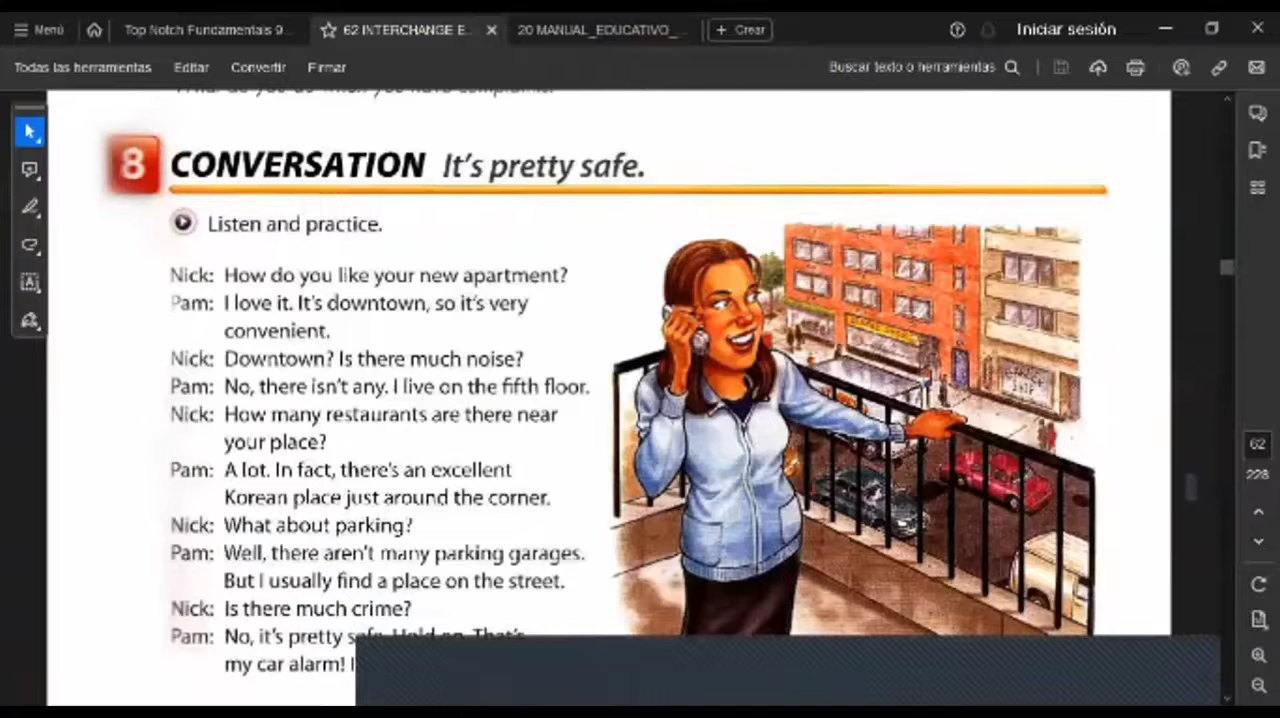 Menú
Top Notch Fundamentals 9...
62 INTERCHANGE E...
20 MANUAL_EDUCATIVO_...
+ Crear
Iniciar sesión
Todas las herramientas
Editar
Convertir
Firmar
Buscar texto o herramientas
8 CONVERSATION It's pretty safe.
Listen and practice.
Nick: How do you like your new apartment?
Pam: I love it. It's downtown, so it's very
convenient.
Nick: Downtown? Is there much noise?
Pam: No, there isn't any. I live on the fifth floor.
Nick: How many restaurants are there near
your place?
Pam: A lot. In fact, there's an excellent
Korean place just around the corner.
Nick: What about parking?
Pam: Well, there aren't many parking garages.
But I usually find a place on the street.
Nick: Is there much crime?
Pam: No, it's pretty safe. Hold on. That's
my car alarm! I
62
228